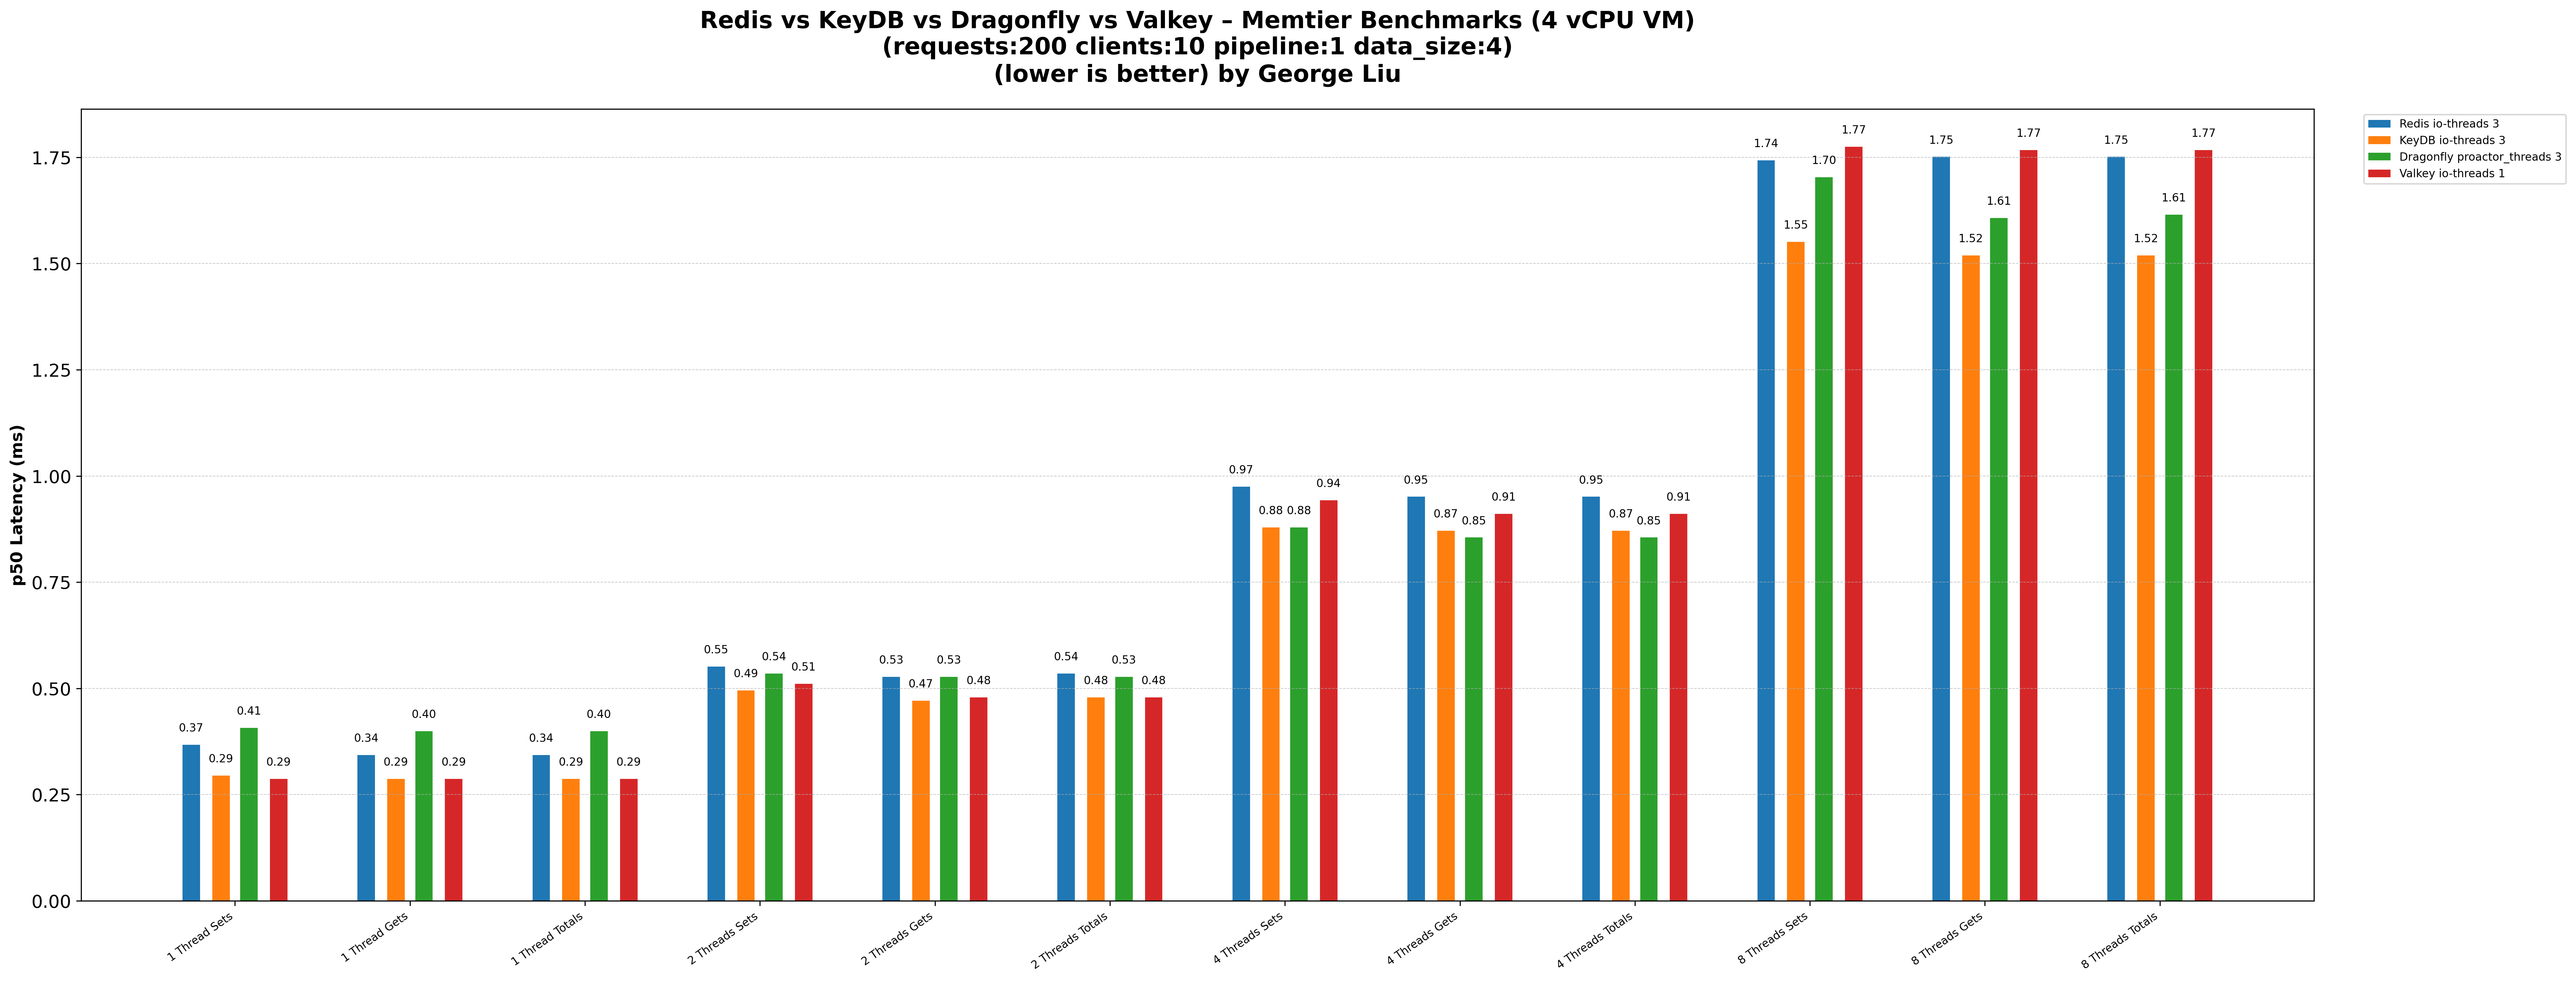 Redis vs KeyDB vs Dragonfly vs Valkey – Memtier Benchmarks (4 vCPU VM)
(requests:200 clients:10 pipeline:1 data_size:4)
(lower is better) by George Liu
Redis io-threads 3
KeyDB io-threads 3
Dragonfly proactor_threads 3
Valkey io-threads 1
p50 Latency (ms)
1.75
1.50
1.25
1.00
0.75
0.50
0.25
0.00
0.37 0.29 0.41 0.29
0.34 0.29 0.40 0.29
0.34 0.29 0.40 0.29
0.55 0.49 0.54 0.51
0.53 0.47 0.53 0.48
0.54 0.48 0.53 0.48
0.97 0.88 0.88 0.94
0.95 0.87 0.85 0.91
0.95 0.87 0.85 0.91
1.74 1.55 1.70 1.77
1.75 1.52 1.61 1.77
1.75 1.52 1.61 1.77
1 Thread Sets
1 Thread Gets
1 Thread Totals
2 Threads Sets
2 Threads Gets
2 Threads Totals
4 Threads Sets
4 Threads Gets
4 Threads Totals
8 Threads Sets
8 Threads Gets
8 Threads Totals